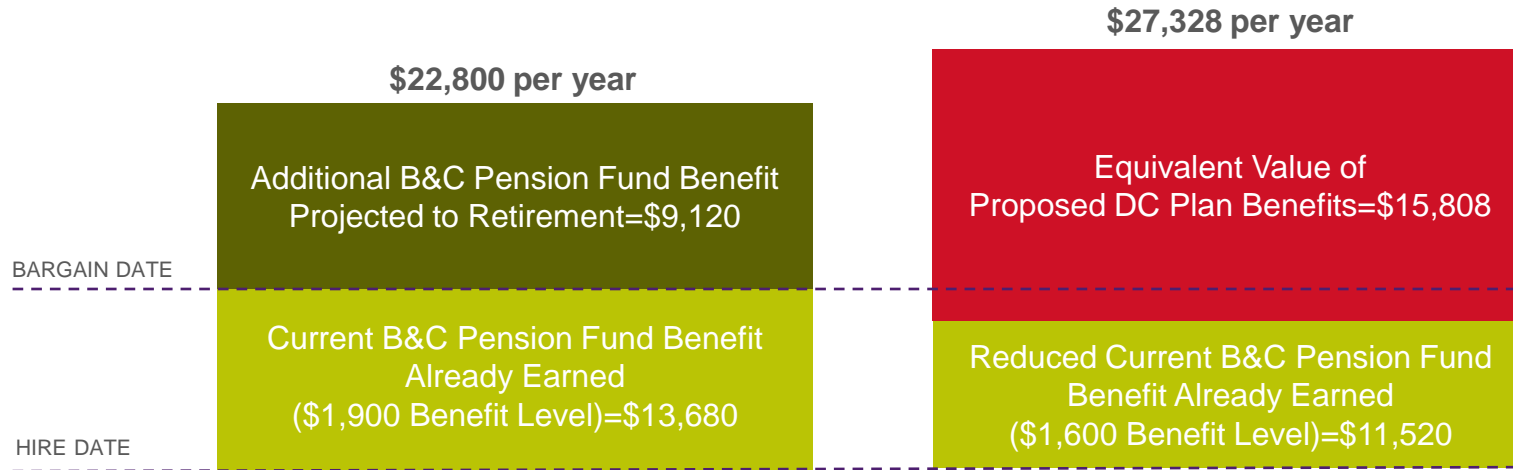 $27,328 per year
$22,800 per year
Additional B&C Pension Fund Benefit
Projected to Retirement=$9,120
Equivalent Value of
Proposed DC Plan Benefits=$15,808
BARGAIN DATE
Current B&C Pension Fund Benefit
Already Earned
($1,900 Benefit Level)=$13,680
Reduced Current B&C Pension Fund
Benefit Already Earned
($1,600 Benefit Level)=$11,520
HIRE DATE